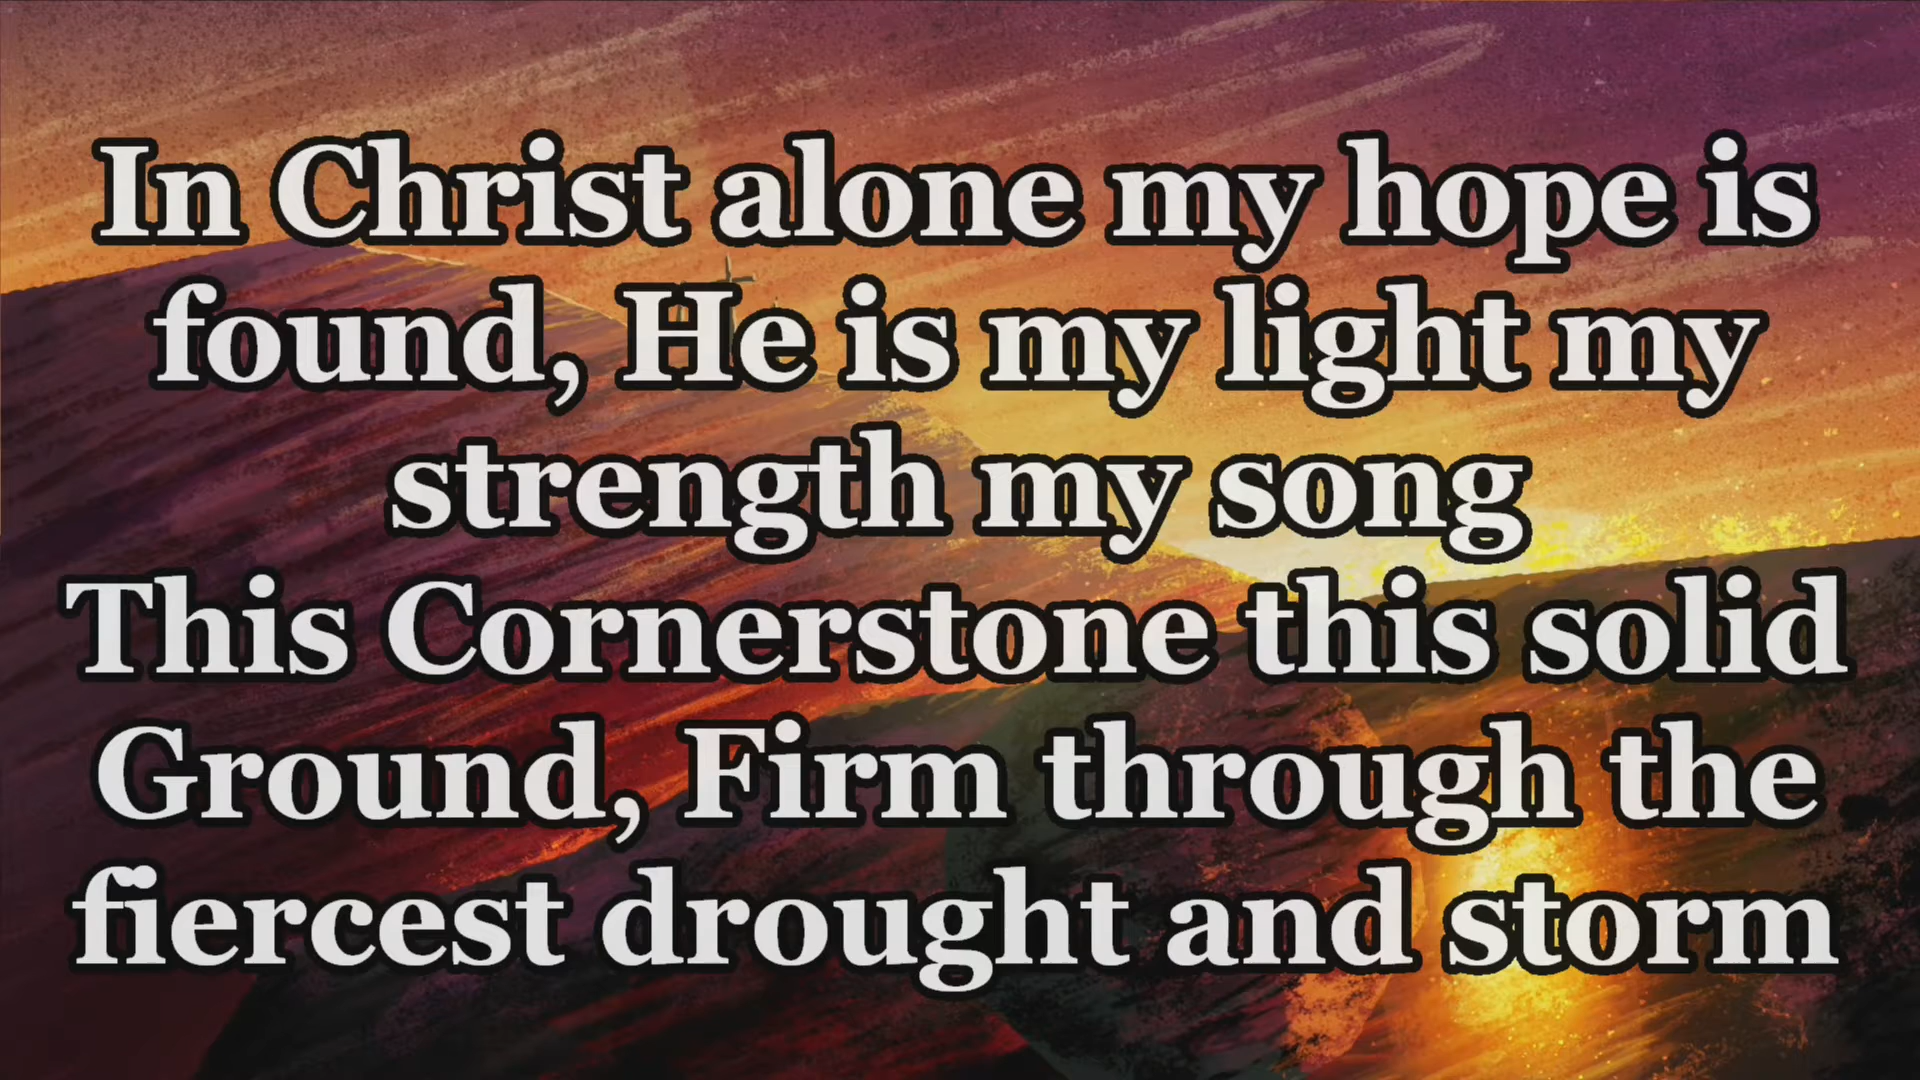 In Christ alone my hope is
found, He is my light my
strength my song
This Cornerstone this solid
Ground, Firm through the
fiercest drought and storm